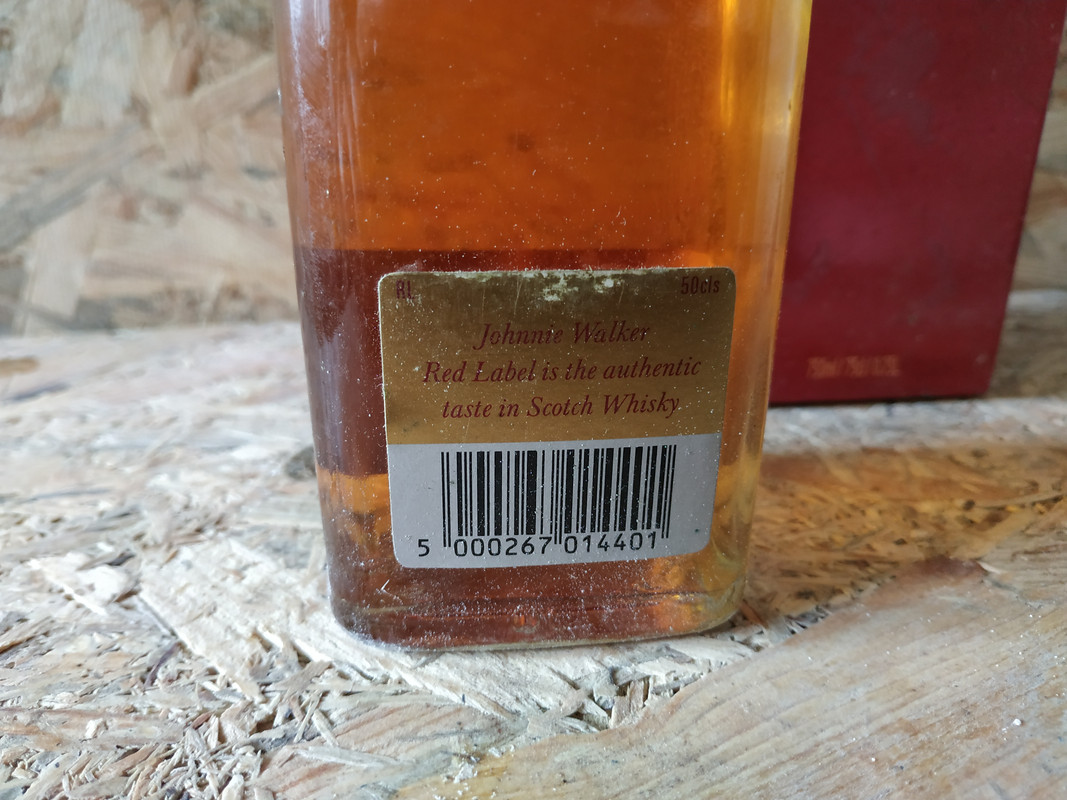 RL 50cls
Johnnie Walker
Red Label is the authentic
taste in Scotch Whisky
5 000267 014401